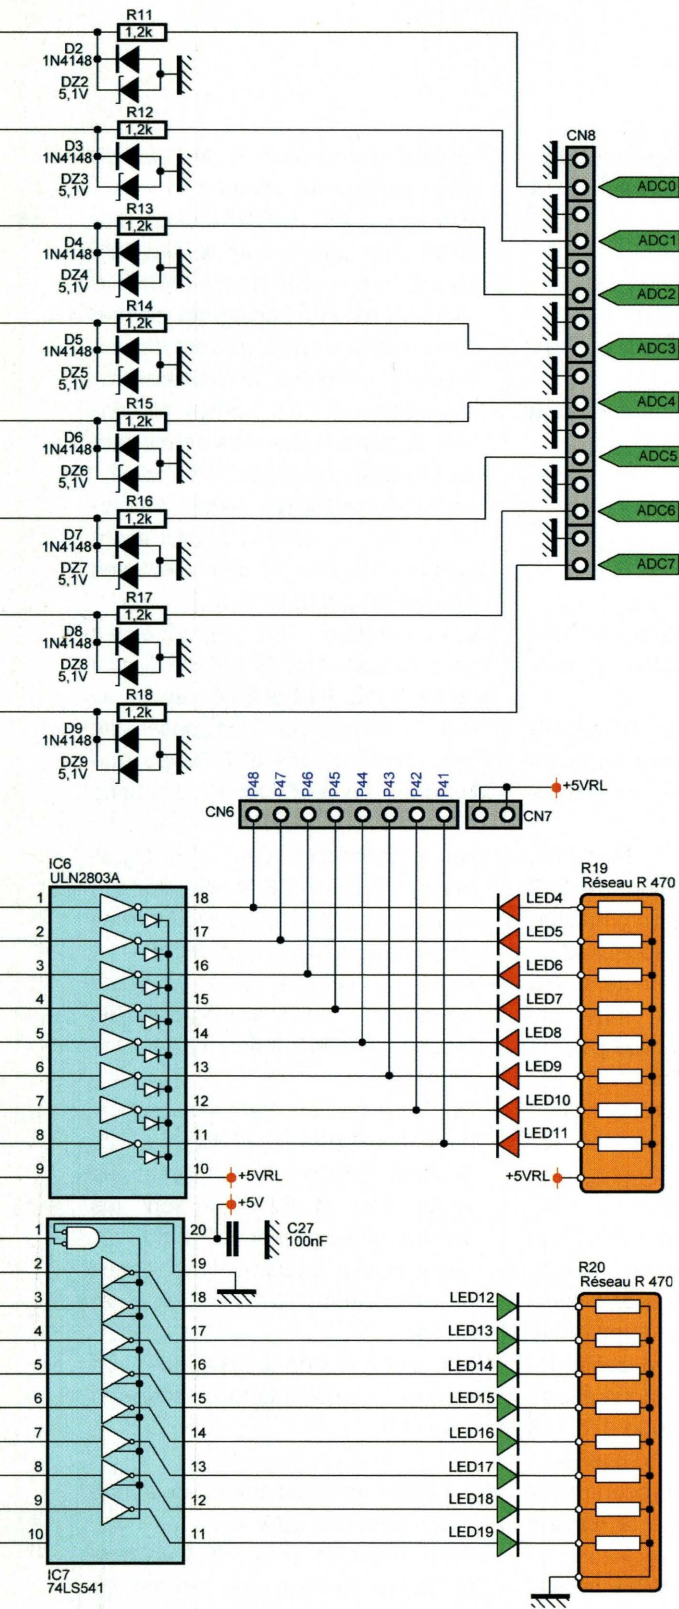 R11
1,2k
D2
1N4148
DZ2
5,1V
R12
1,2k
D3
1N4148
DZ3
5,1V
R13
1,2k
D4
1N4148
DZ4
5,1V
R14
1,2k
D5
1N4148
DZ5
5,1V
R15
1,2k
D6
1N4148
DZ6
5,1V
R16
1,2k
D7
1N4148
DZ7
5,1V
R17
1,2k
D8
1N4148
DZ8
5,1V
R18
1,2k
D9
1N4148
DZ9
5,1V
CN8
ADC0
ADC1
ADC2
ADC3
ADC4
ADC5
ADC6
ADC7
P48 P47 P46 P45 P44 P43 P42 P41
+5VRL
CN6
CN7
IC6
ULN2803A
R19
Réseau R 470
1 18 LED4
2 17 LED5
3 16 LED6
4 15 LED7
5 14 LED8
6 13 LED9
7 12 LED10
8 11 LED11
9 10 +5VRL +5VRL
+5V
1 20
C27
100nF
2 19
R20
Réseau R 470
3 18 LED12
4 17 LED13
5 16 LED14
6 15 LED15
7 14 LED16
8 13 LED17
9 12 LED18
10 11 LED19
IC7
74LS541